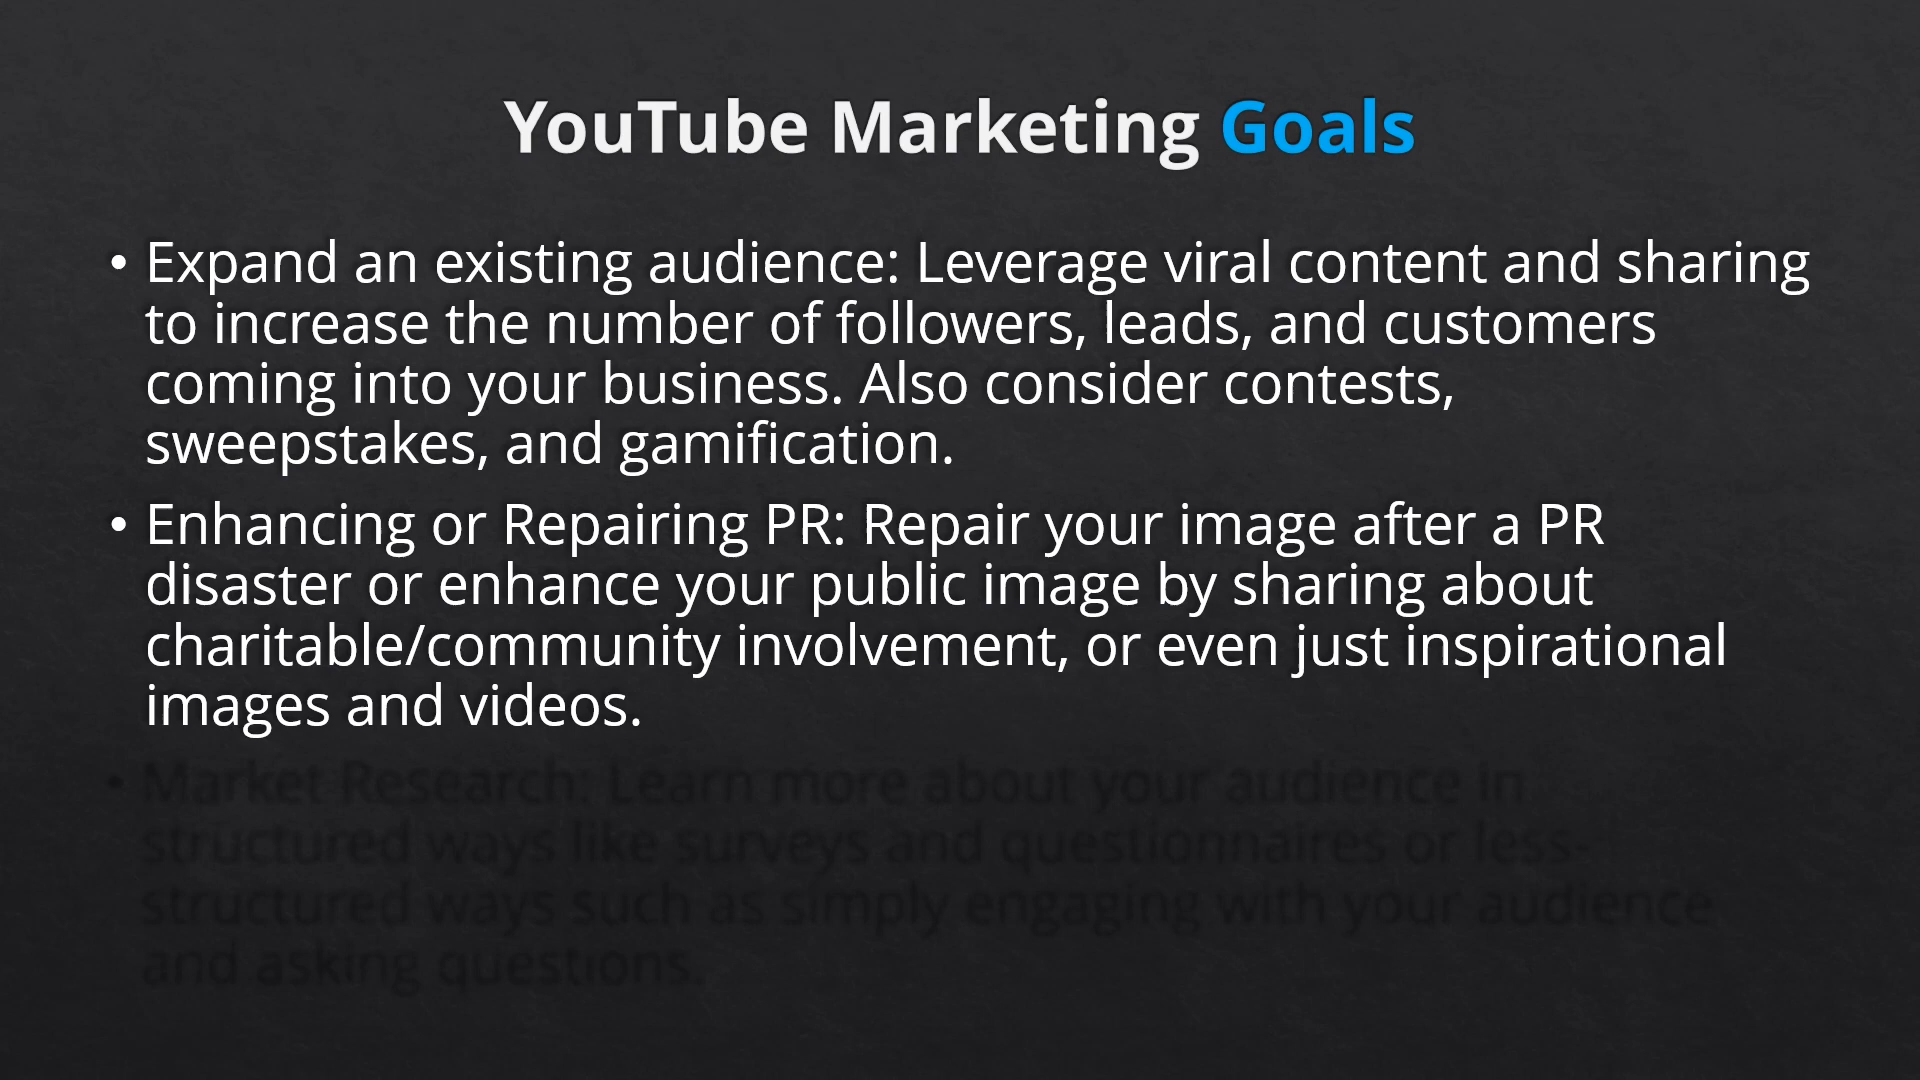 YouTube Marketing Goals
• Expand an existing audience: Leverage viral content and sharing
to increase the number of followers, leads, and customers
coming into your business. Also consider contests,
sweepstakes, and gamification.
• Enhancing or Repairing PR: Repair your image after a PR
disaster or enhance your public image by sharing about
charitable/community involvement, or even just inspirational
images and videos.
• Market Research: Learn more about your audience in
structured ways like surveys and questionnaires or less-
structured ways such as simply engaging with your audience
and asking questions.